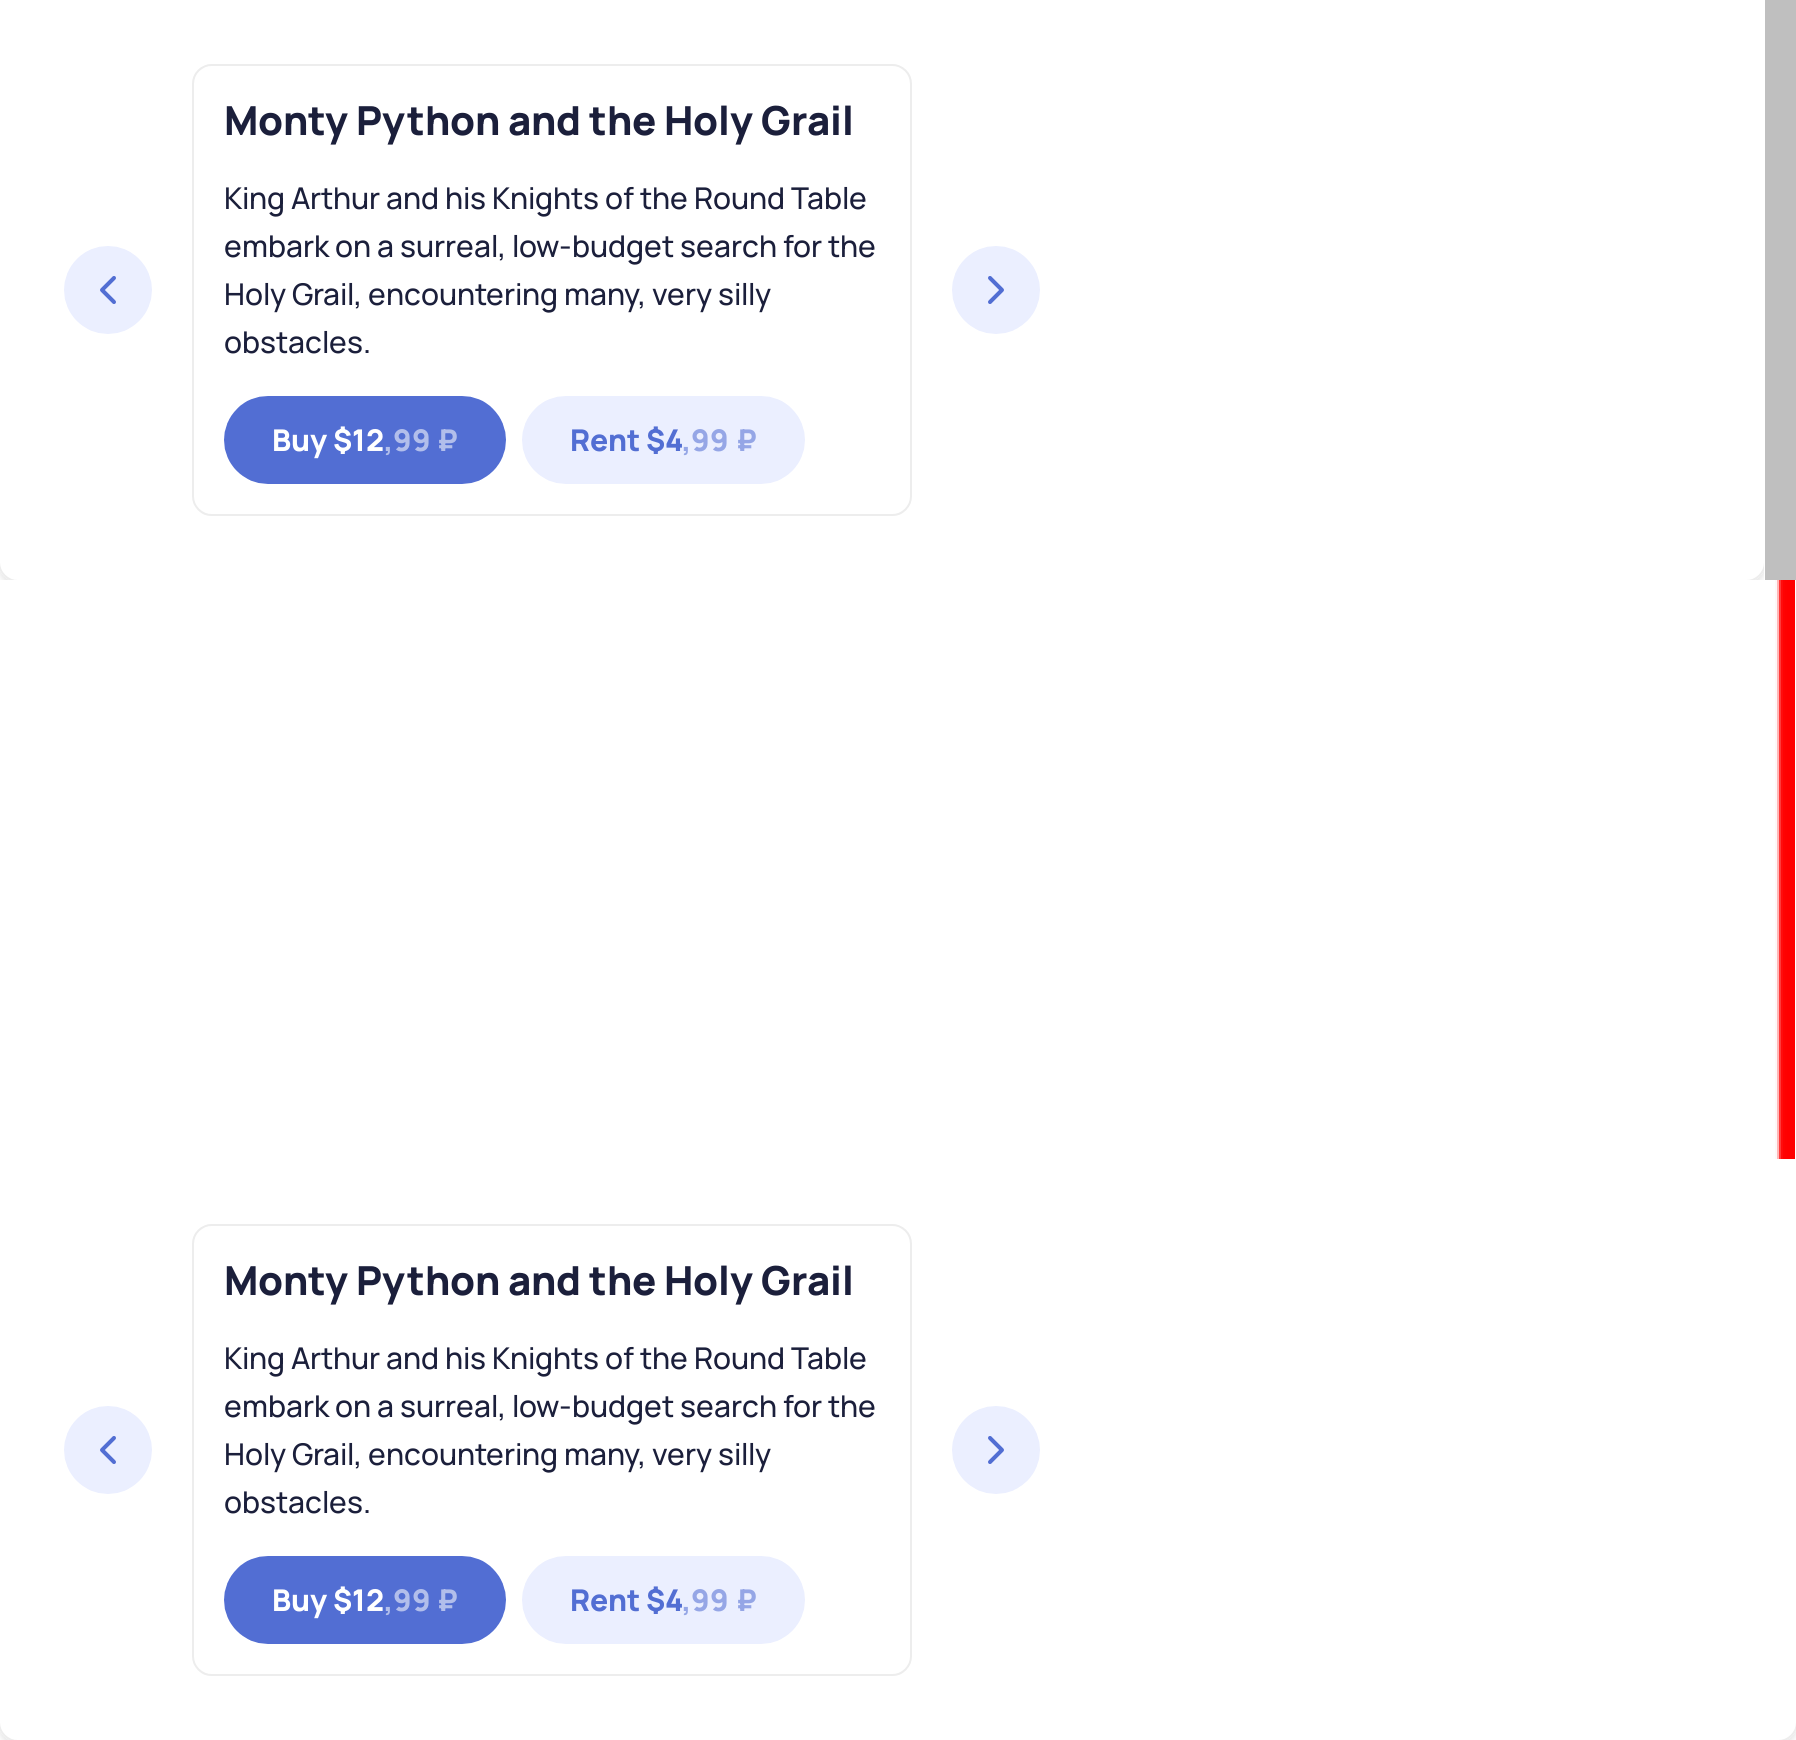 Monty Python and the Holy Grail
King Arthur and his Knights of the Round Table
embark on a surreal, low-budget search for the
Holy Grail, encountering many, very silly
obstacles.
Buy $12,99 ₽ Rent $4,99 ₽
Monty Python and the Holy Grail
King Arthur and his Knights of the Round Table
embark on a surreal, low-budget search for the
Holy Grail, encountering many, very silly
obstacles.
Buy $12,99 ₽ Rent $4,99 ₽